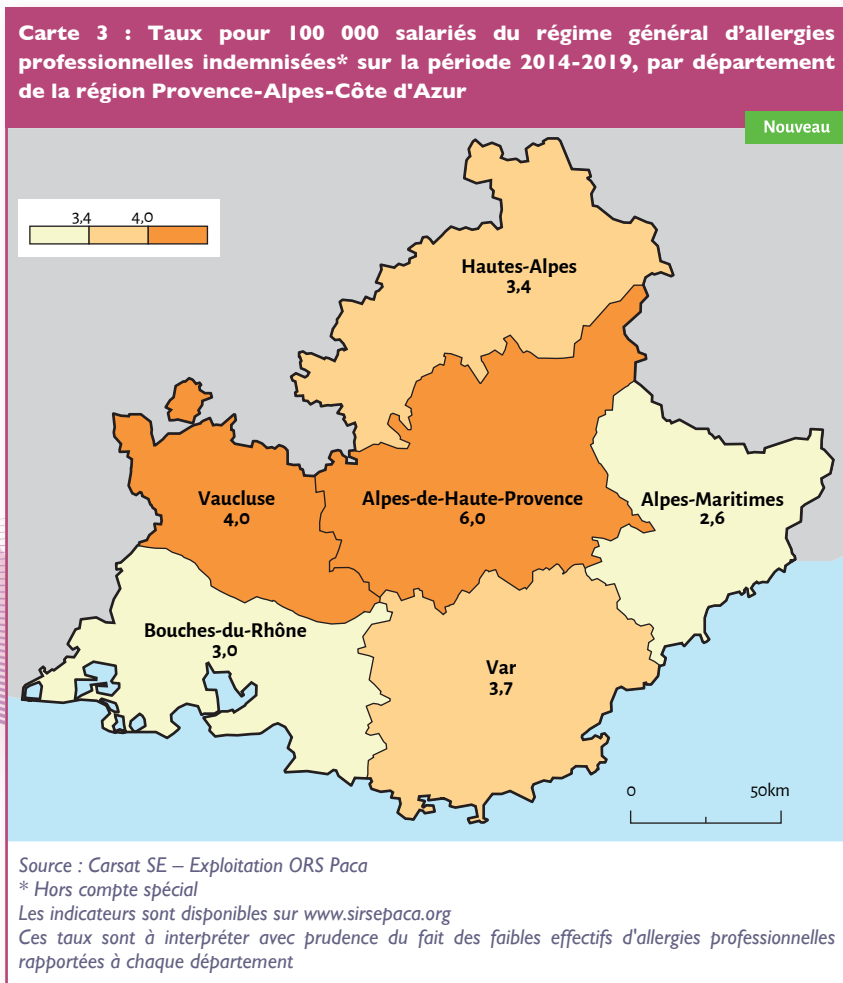 Carte 3 : Taux pour 100 000 salariés du régime général d'allergies
professionnelles indemnisées* sur la période 2014-2019, par département
de la région Provence-Alpes-Côte d'Azur
Nouveau
3,4 4,0
Hautes-Alpes
3,4
Vaucluse
4,0
Alpes-de-Haute-Provence
6,0
Alpes-Maritimes
2,6
Bouches-du-Rhône
3,0
Var
3,7
0 50km
Source : Carsat SE – Exploitation ORS Paca
* Hors compte spécial
Les indicateurs sont disponibles sur www.sirsepaca.org
Ces taux sont à interpréter avec prudence du fait des faibles effectifs d'allergies professionnelles
rapportées à chaque département